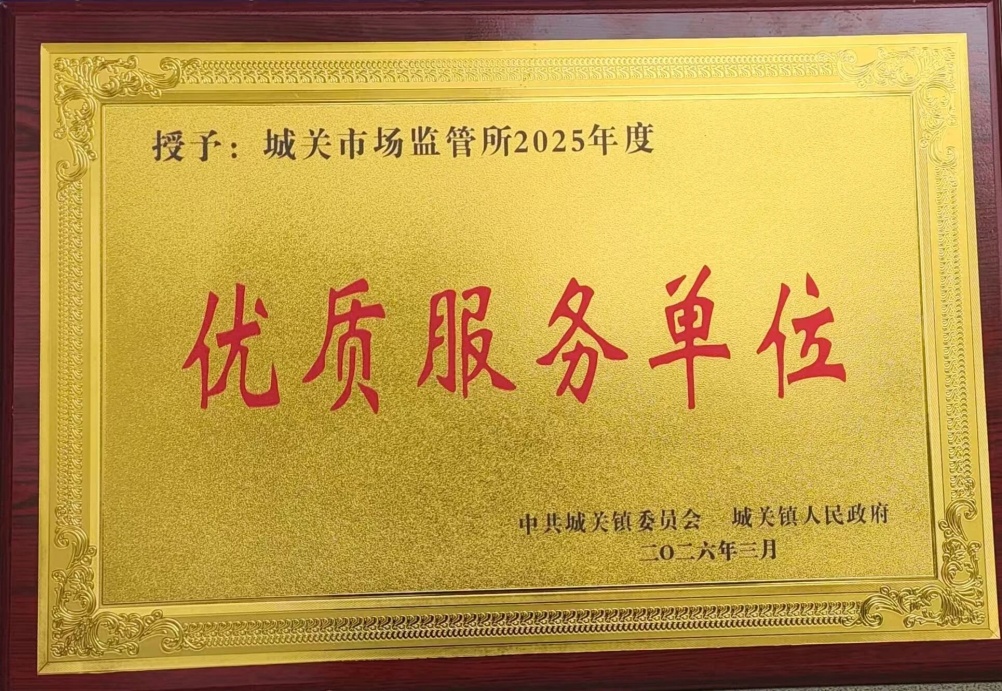 授予：城关市场监管所2025年度
优质服务单位
中共城关镇委员会 城关镇人民政府
二〇二六年三月